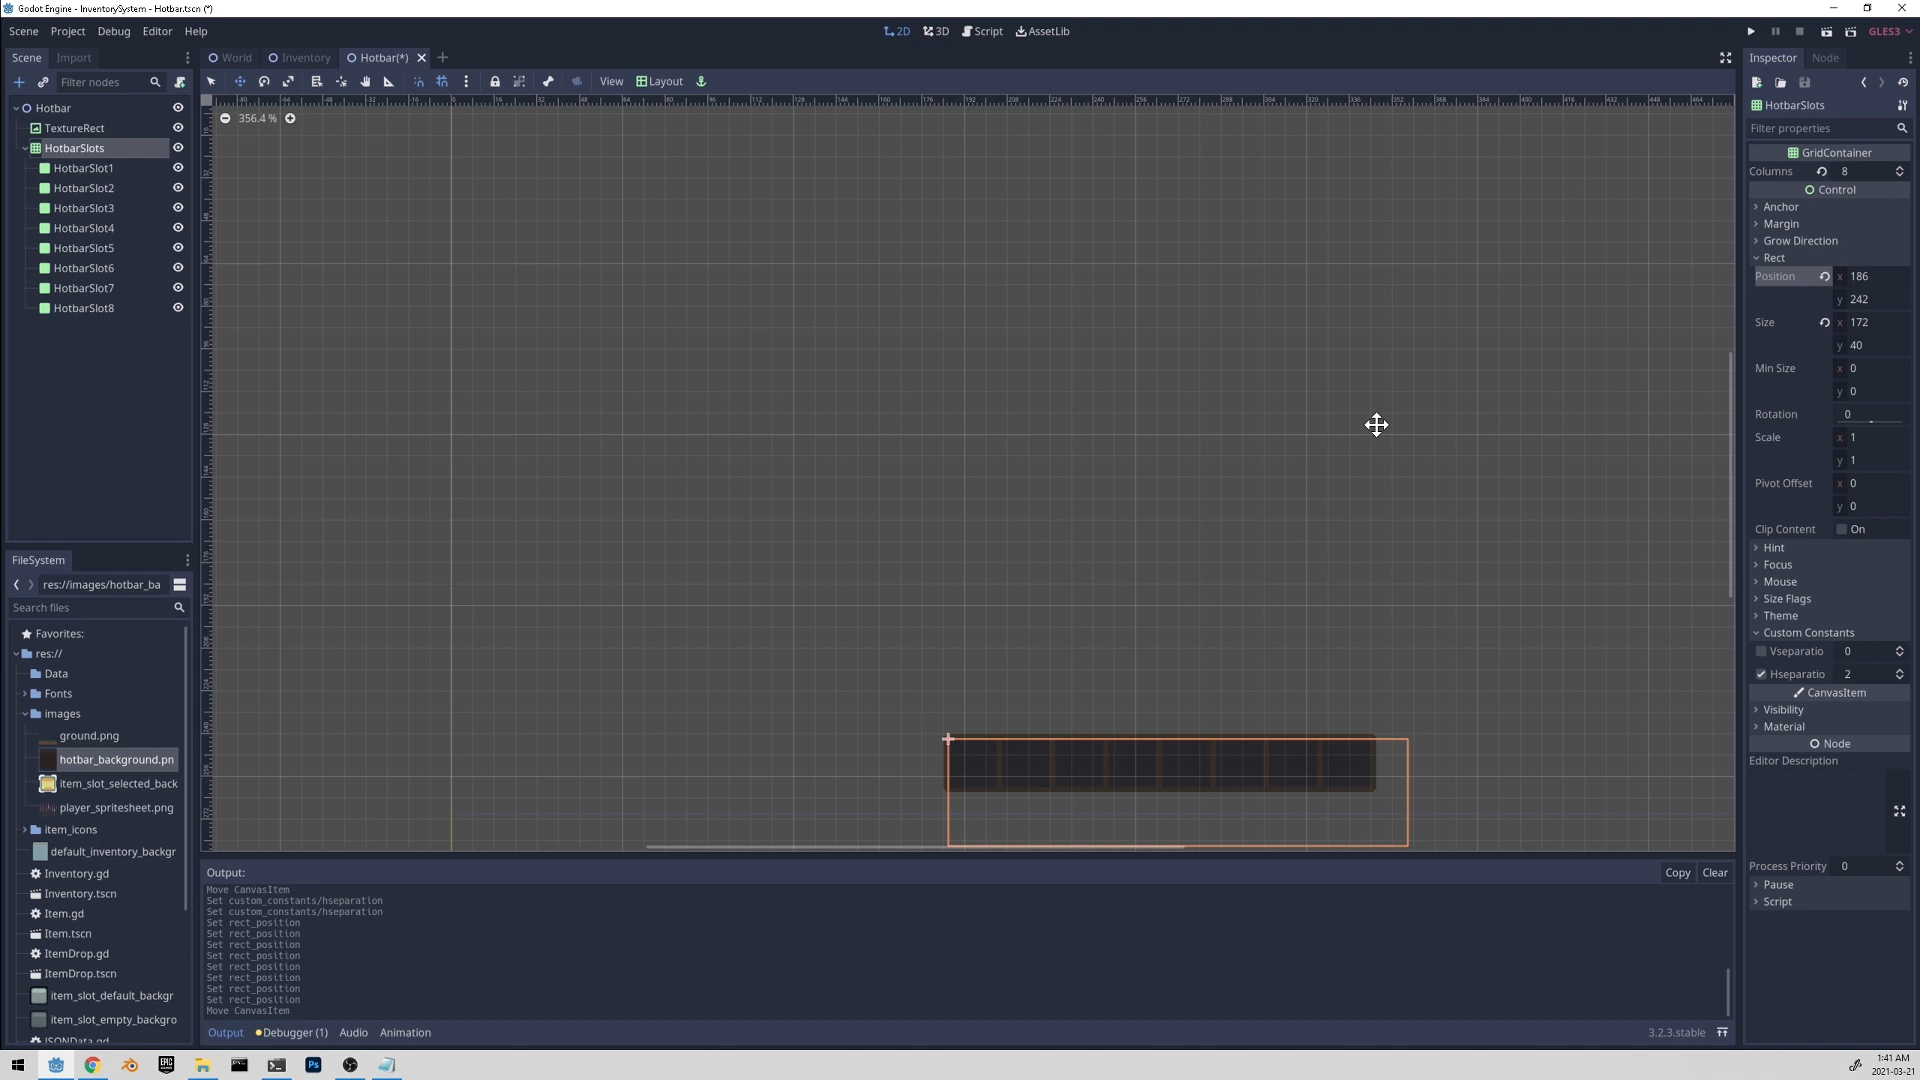 Godot Engine - InventorySystem - Hotbar.tscn (*)
Scene Project Debug Editor Help
2D 3D Script AssetLib
GLES3
Scene Import
World Inventory Hotbar(*)
Inspector Node
Filter nodes
View Layout
356.4 %
Hotbar
TextureRect
HotbarSlots
HotbarSlot1
HotbarSlot2
HotbarSlot3
HotbarSlot4
HotbarSlot5
HotbarSlot6
HotbarSlot7
HotbarSlot8
FileSystem
res://images/hotbar_ba
Search files
Favorites:
res://
Data
Fonts
images
ground.png
hotbar_background.pn
item_slot_selected_back
player_spritesheet.png
item_icons
default_inventory_backgr
Inventory.gd
Inventory.tscn
Item.gd
Item.tscn
ItemDrop.gd
ItemDrop.tscn
item_slot_default_backgr
item_slot_empty_backgro
JSONData.gd
Output:
Copy Clear
Move CanvasItem
Set custom_constants/hseparation
Set custom_constants/hseparation
Set rect_position
Set rect_position
Set rect_position
Set rect_position
Set rect_position
Set rect_position
Set rect_position
Set rect_position
Move CanvasItem
Output Debugger (1) Audio Animation
3.2.3.stable
HotbarSlots
Filter properties
GridContainer
Columns 8
Control
Anchor
Margin
Grow Direction
Rect
Position x 186
y 242
Size x 172
y 40
Min Size x 0
y 0
Rotation 0
Scale x 1
y 1
Pivot Offset x 0
y 0
Clip Content On
Hint
Focus
Mouse
Size Flags
Theme
Custom Constants
Vseparatio 0
Hseparatio 2
CanvasItem
Visibility
Material
Node
Editor Description
Process Priority 0
Pause
Script
1:41 AM
2021-03-21